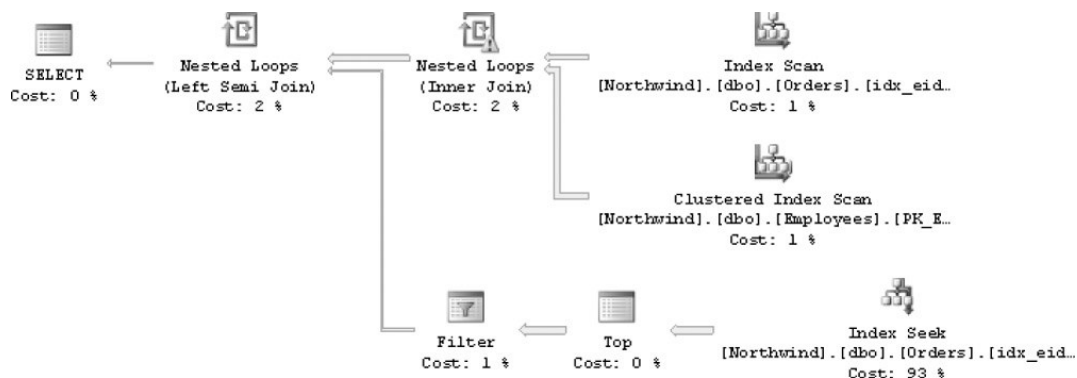 SELECT
Cost: 0 %
Nested Loops
(Left Semi Join)
Cost: 2 %
Nested Loops
(Inner Join)
Cost: 2 %
Index Scan
[Northwind].[dbo].[Orders].[idx_eid…
Cost: 1 %
Clustered Index Scan
[Northwind].[dbo].[Employees].[PK_E…
Cost: 1 %
Filter
Cost: 1 %
Top
Cost: 0 %
Index Seek
[Northwind].[dbo].[Orders].[idx_eid…
Cost: 93 %